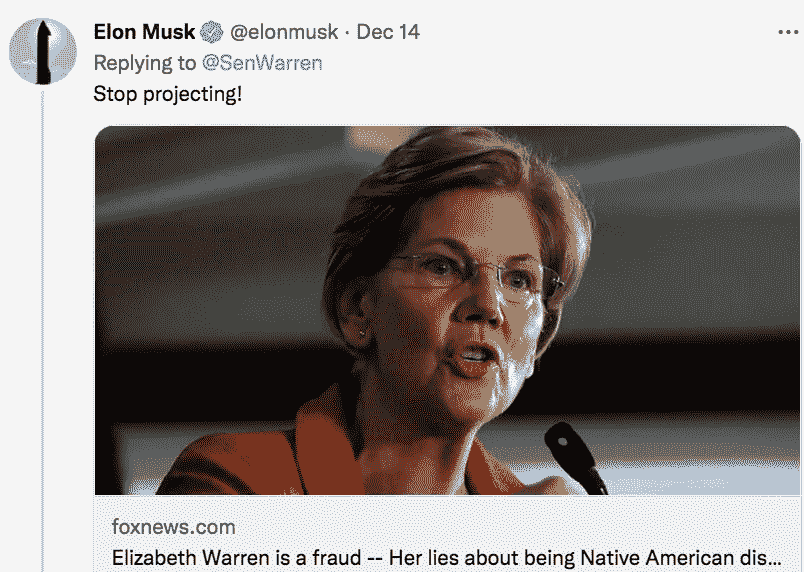 Elon Musk @elonmusk · Dec 14
Replying to @SenWarren
Stop projecting!
foxnews.com
Elizabeth Warren is a fraud -- Her lies about being Native American dis...